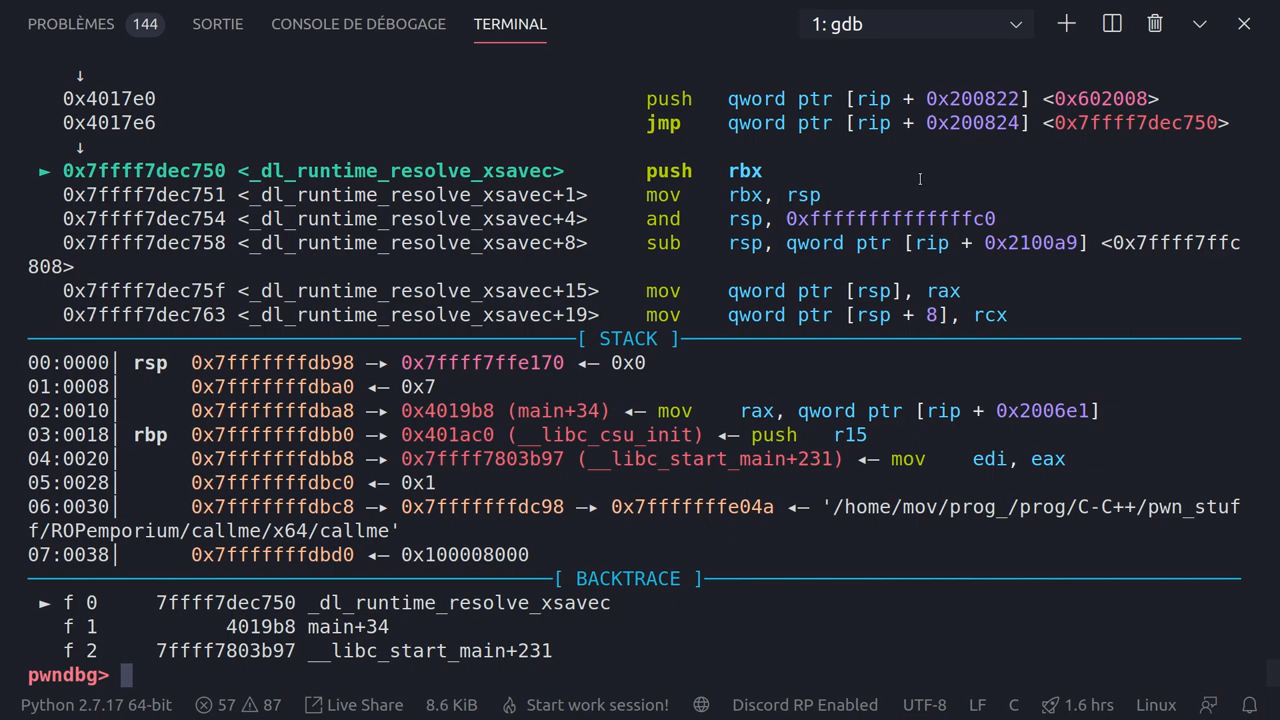 PROBLÈMES 144 SORTIE CONSOLE DE DÉBOGAGE TERMINAL 1: gdb
↓
0x4017e0 push qword ptr [rip + 0x200822] <0x602008>
0x4017e6 jmp qword ptr [rip + 0x200824] <0x7ffff7dec750>
↓
► 0x7ffff7dec750 <_dl_runtime_resolve_xsavec> push rbx
0x7ffff7dec751 <_dl_runtime_resolve_xsavec+1> mov rbx, rsp
0x7ffff7dec754 <_dl_runtime_resolve_xsavec+4> and rsp, 0xffffffffffffffc0
0x7ffff7dec758 <_dl_runtime_resolve_xsavec+8> sub rsp, qword ptr [rip + 0x2100a9] <0x7ffff7ffc
808>
0x7ffff7dec75f <_dl_runtime_resolve_xsavec+15> mov qword ptr [rsp], rax
0x7ffff7dec763 <_dl_runtime_resolve_xsavec+19> mov qword ptr [rsp + 8], rcx
[ STACK ]
00:0000│ rsp 0x7fffffffdb98 —▸ 0x7ffff7ffe170 ◂— 0x0
01:0008│ 0x7fffffffdba0 ◂— 0x7
02:0010│ 0x7fffffffdba8 —▸ 0x4019b8 (main+34) ◂— mov rax, qword ptr [rip + 0x2006e1]
03:0018│ rbp 0x7fffffffdbb0 —▸ 0x401ac0 (__libc_csu_init) ◂— push r15
04:0020│ 0x7fffffffdbb8 —▸ 0x7ffff7803b97 (__libc_start_main+231) ◂— mov edi, eax
05:0028│ 0x7fffffffdbc0 ◂— 0x1
06:0030│ 0x7fffffffdbc8 —▸ 0x7fffffffdc98 —▸ 0x7fffffffe04a ◂— '/home/mov/prog_/prog/C-C++/pwn_stuf
f/ROPemporium/callme/x64/callme'
07:0038│ 0x7fffffffdbd0 ◂— 0x100008000
[ BACKTRACE ]
► f 0 7ffff7dec750 _dl_runtime_resolve_xsavec
f 1 4019b8 main+34
f 2 7ffff7803b97 __libc_start_main+231
pwndbg>
Python 2.7.17 64-bit 57 87 Live Share 8.6 KiB Start work session! Discord RP Enabled UTF-8 LF C 1.6 hrs Linux